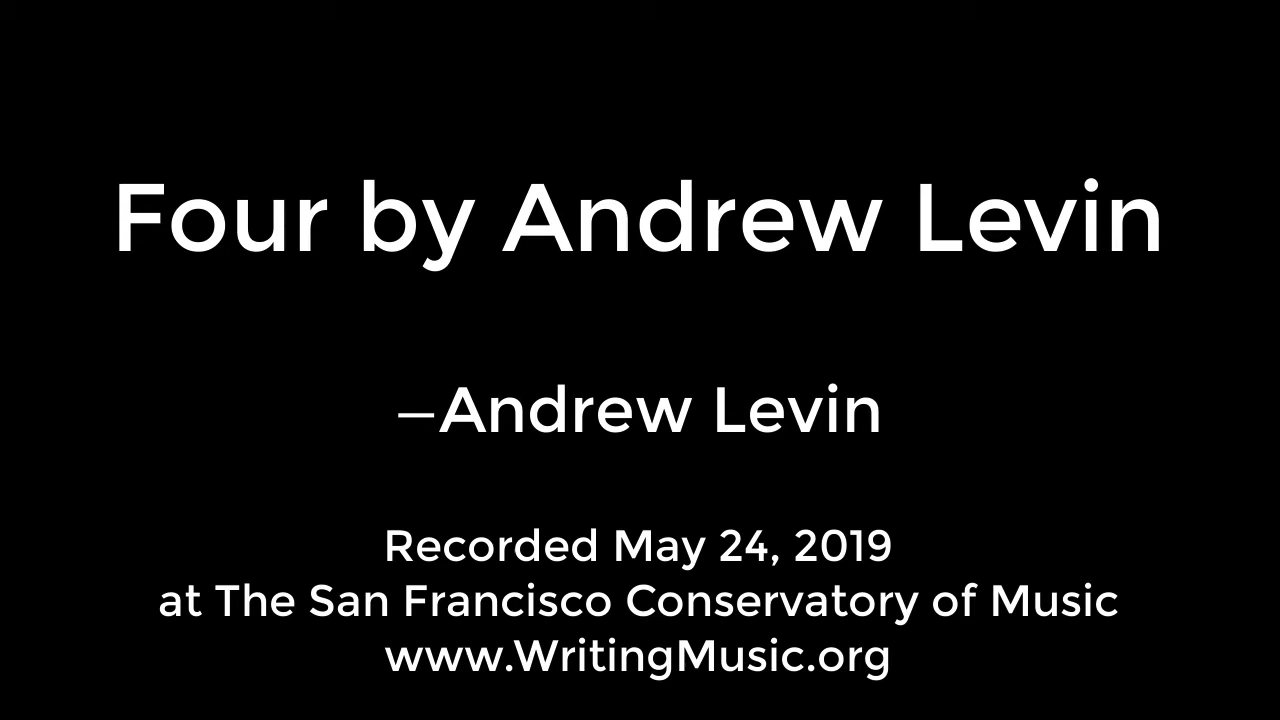 Four by Andrew Levin
—Andrew Levin
Recorded May 24, 2019
at The San Francisco Conservatory of Music
www.WritingMusic.org